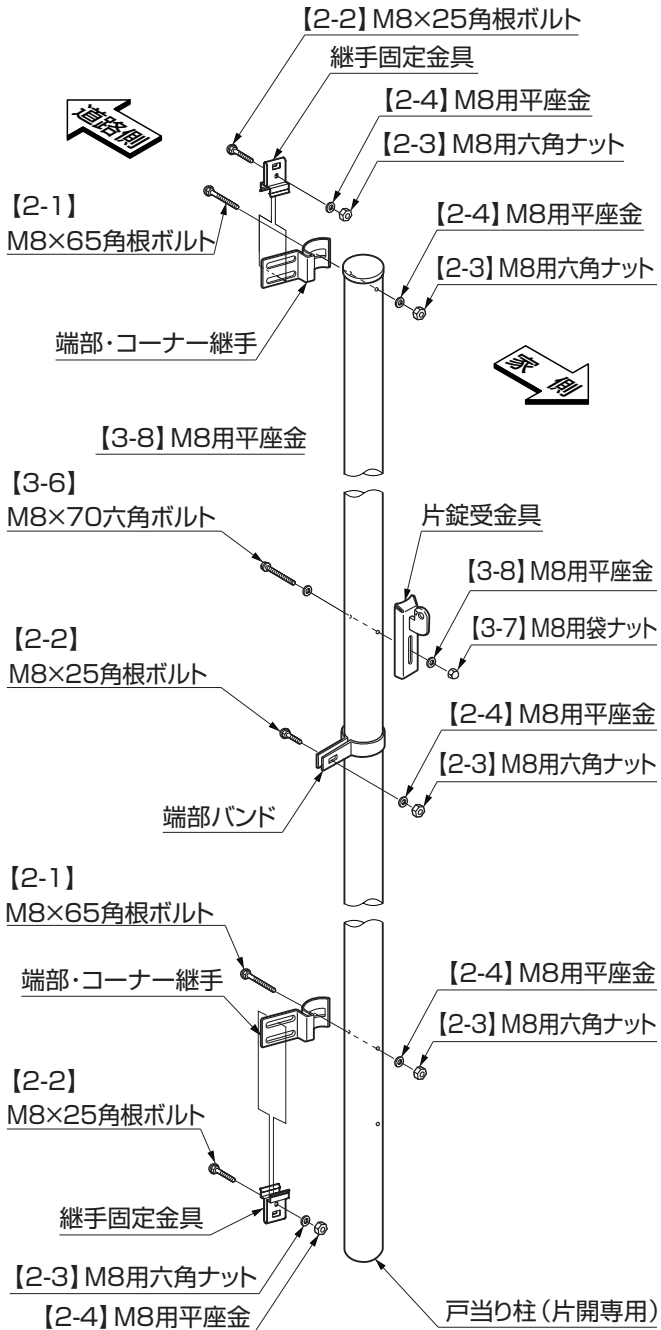 【2-2】M8×25角根ボルト
継手固定金具
道路側
【2-4】M8用平座金
【2-3】M8用六角ナット
【2-1】
M8×65角根ボルト
【2-4】M8用平座金
【2-3】M8用六角ナット
端部・コーナー継手
家側
【3-8】M8用平座金
【3-6】
M8×70六角ボルト
片錠受金具
【3-8】M8用平座金
【3-7】M8用袋ナット
【2-2】
M8×25角根ボルト
【2-4】M8用平座金
【2-3】M8用六角ナット
端部バンド
【2-1】
M8×65角根ボルト
端部・コーナー継手
【2-4】M8用平座金
【2-3】M8用六角ナット
【2-2】
M8×25角根ボルト
継手固定金具
【2-3】M8用六角ナット
【2-4】M8用平座金
戸当り柱（片開専用）